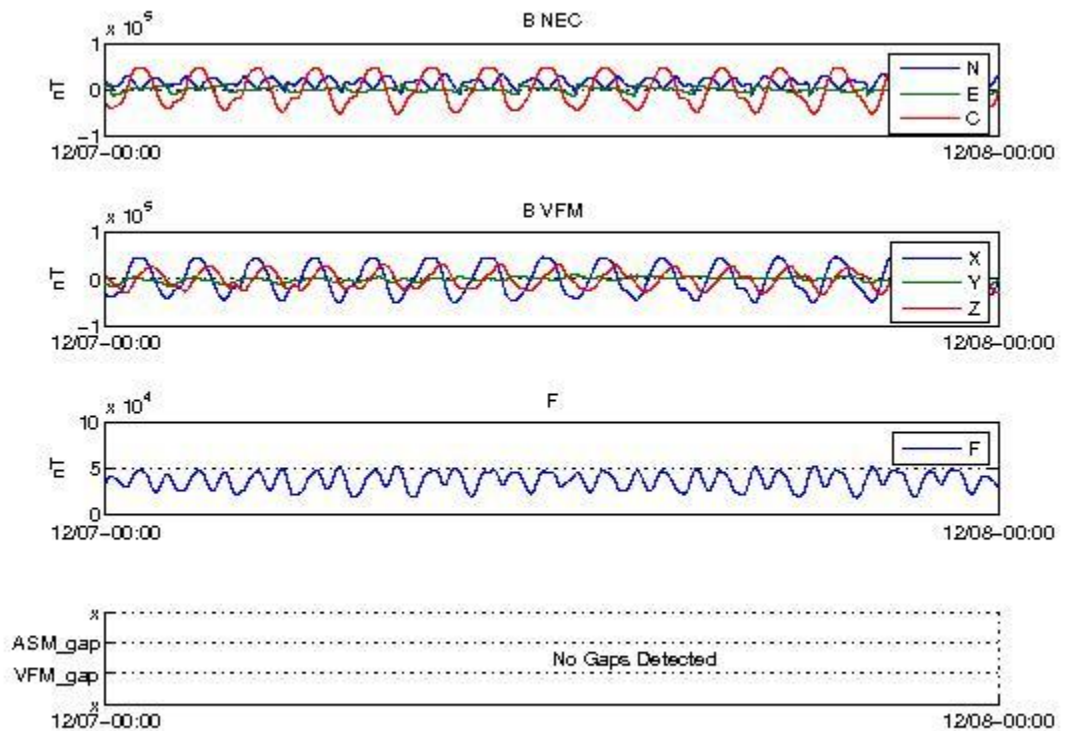 B NEC
x 10^5
1
0
-1
nT
N
E
C
12/07-00:00 12/08-00:00
B VFM
x 10^5
1
0
-1
nT
X
Y
Z
12/07-00:00 12/08-00:00
F
x 10^4
10
5
0
nT
F
12/07-00:00 12/08-00:00
x
ASM_gap
VFM_gap
x
No Gaps Detected
12/07-00:00 12/08-00:00